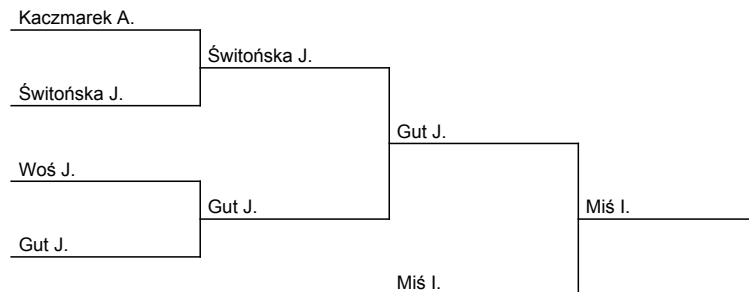 Kaczmarek A.
Świtońska J.
Świtońska J.
Gut J.
Woś J.
Gut J.
Miś I.
Gut J.
Miś I.